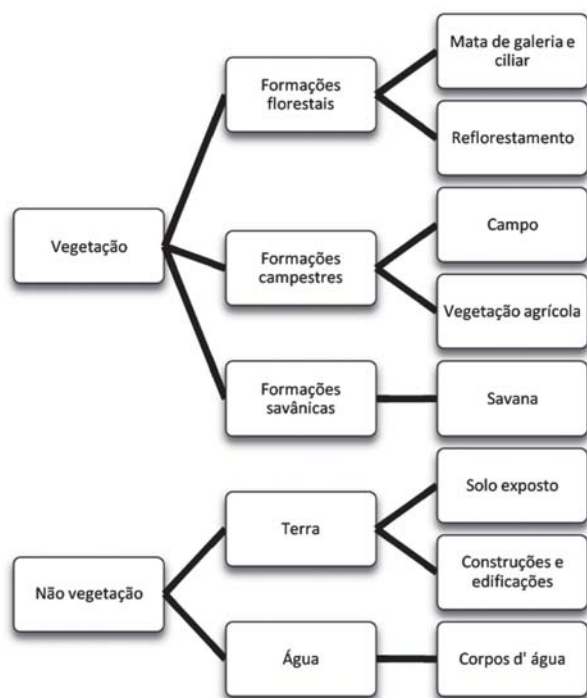 Vegetação
Formações
florestais
Mata de galeria e
ciliar
Reflorestamento
Formações
campestres
Campo
Vegetação agrícola
Formações
savânicas
Savana
Não vegetação
Terra
Solo exposto
Construções e
edificações
Água
Corpos d' água